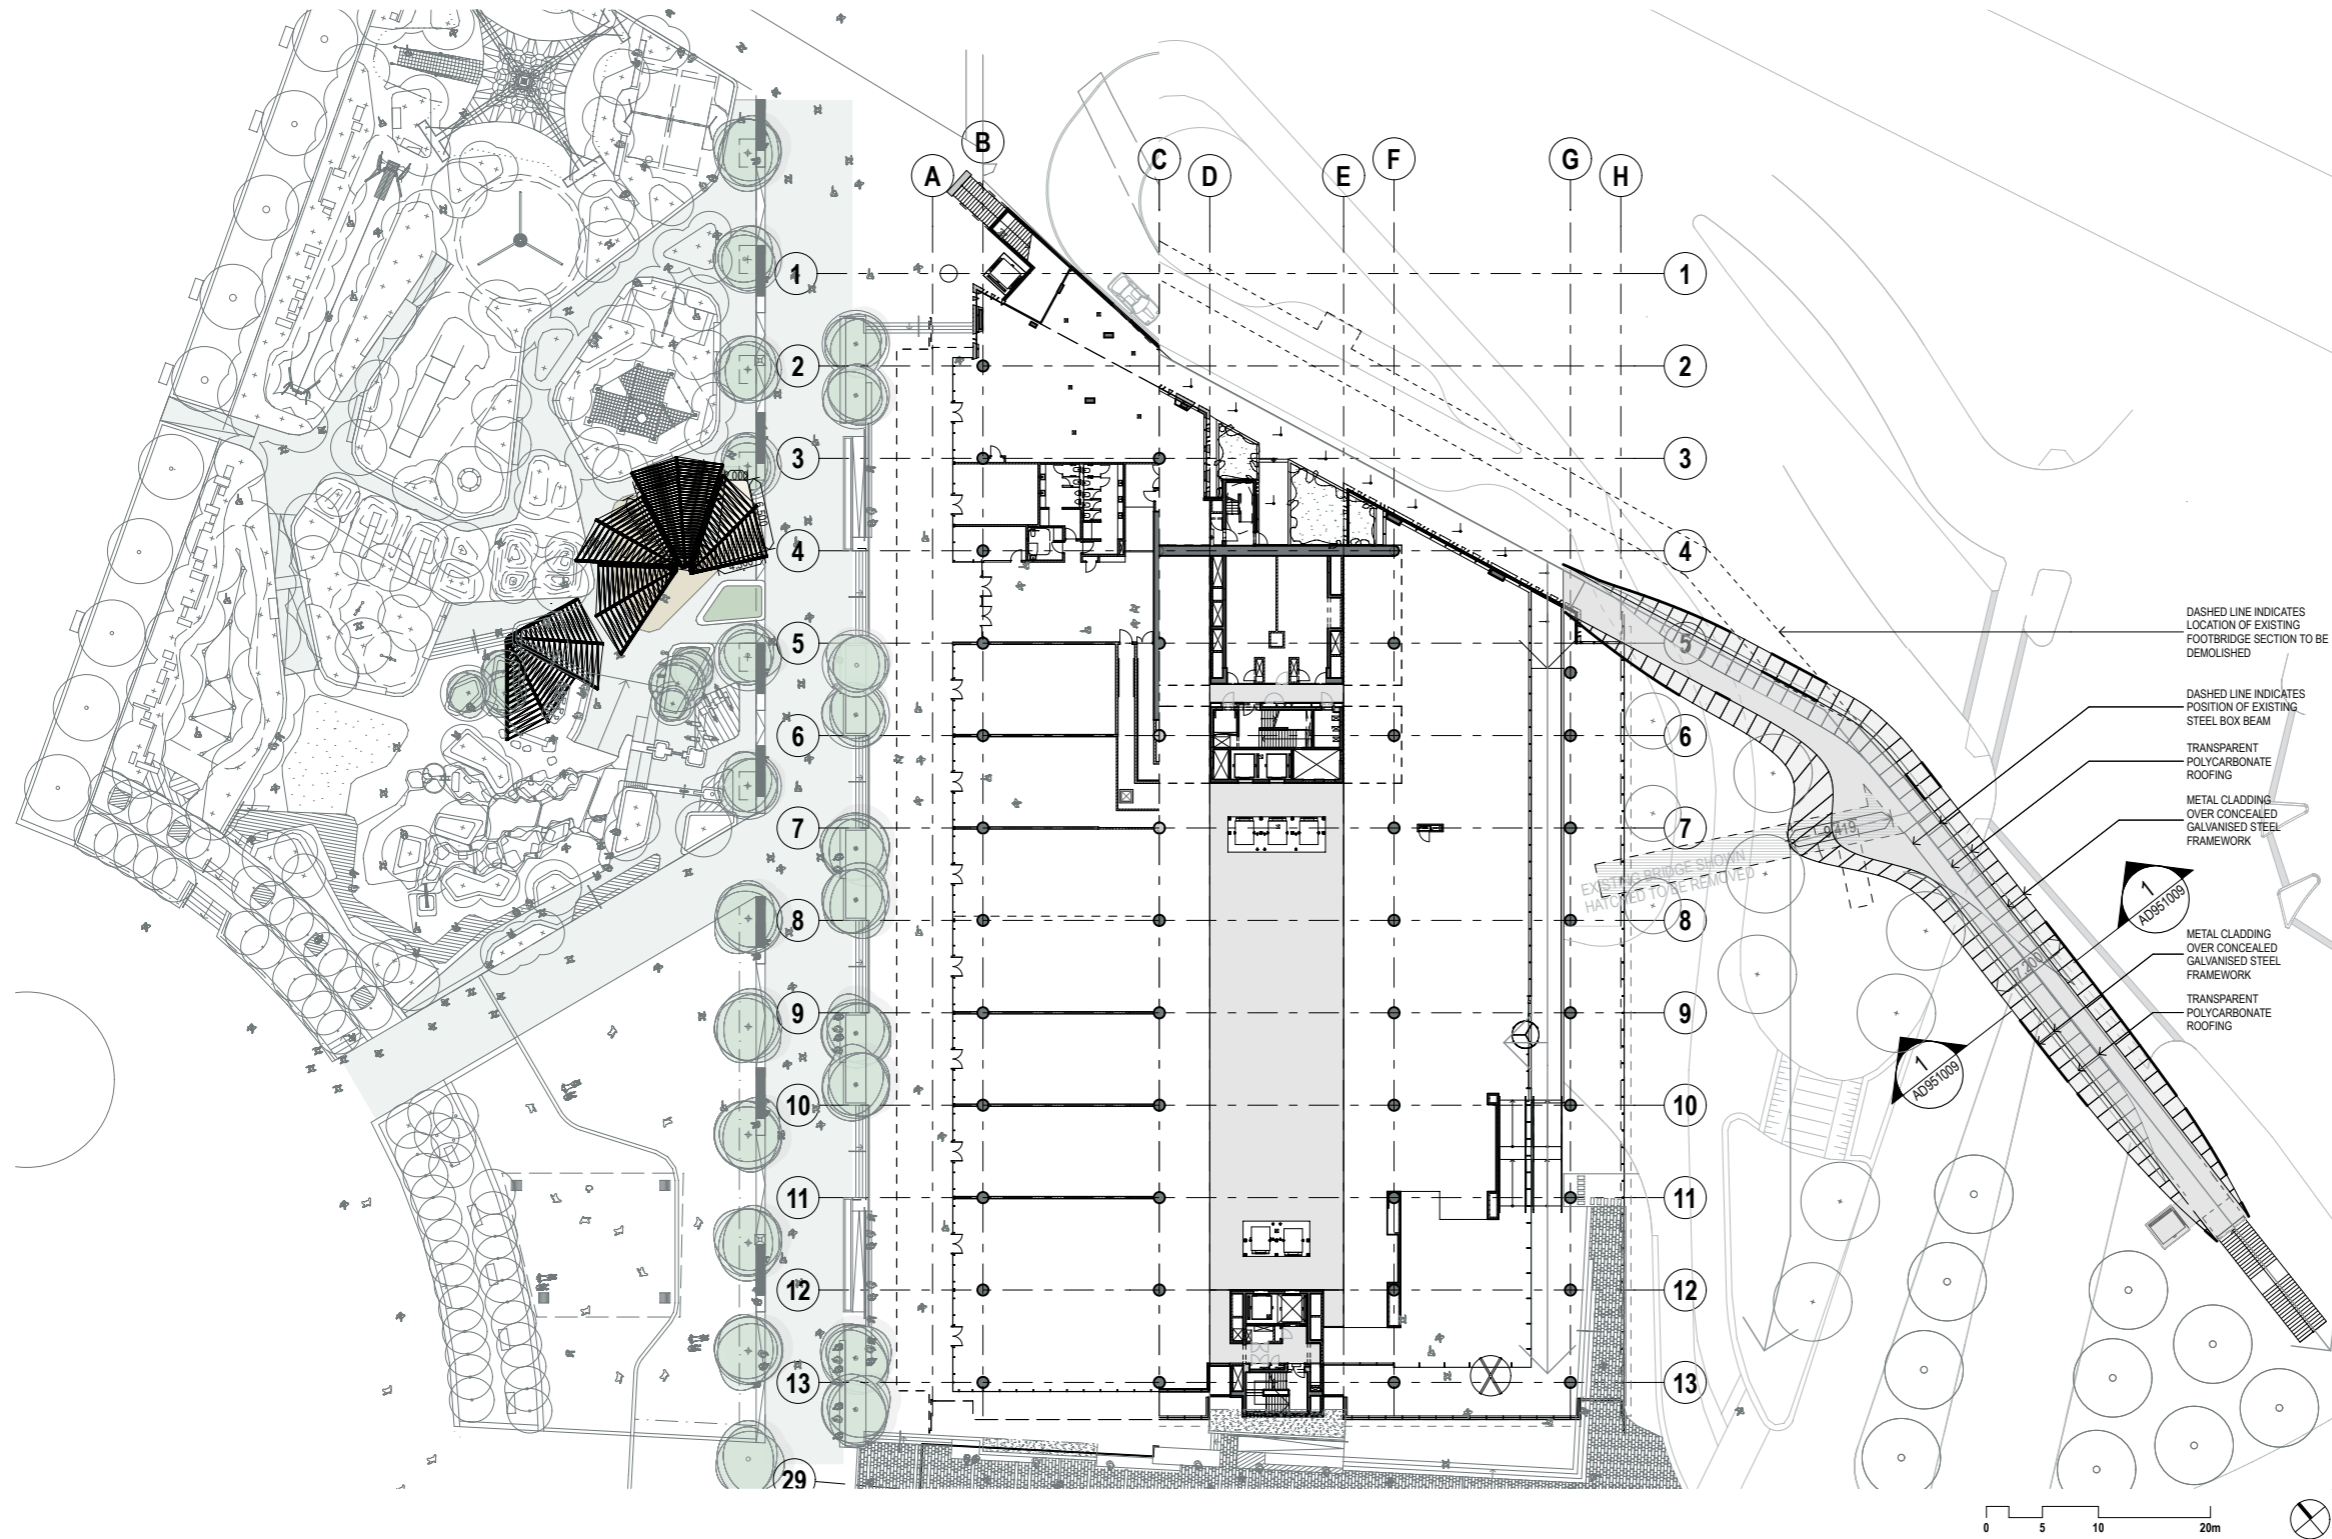 B
A
C
D
E
F
G
H
1
1
2
2
3
3
6.500
4
4
5
5
DASHED LINE INDICATES
LOCATION OF EXISTING
FOOTBRIDGE SECTION TO BE
DEMOLISHED
DASHED LINE INDICATES
POSITION OF EXISTING
STEEL BOX BEAM
6
6
TRANSPARENT
POLYCARBONATE
ROOFING
METAL CLADDING
OVER CONCEALED
GALVANISED STEEL
FRAMEWORK
7
7
EXISTING BRIDGE SHOWN
HATCHED TO BE REMOVED
1
AD951009
8
8
METAL CLADDING
OVER CONCEALED
GALVANISED STEEL
FRAMEWORK
7.200
9
9
TRANSPARENT
POLYCARBONATE
ROOFING
1
AD951009
10
10
11
11
12
12
13
13
29
0 5 10 20m